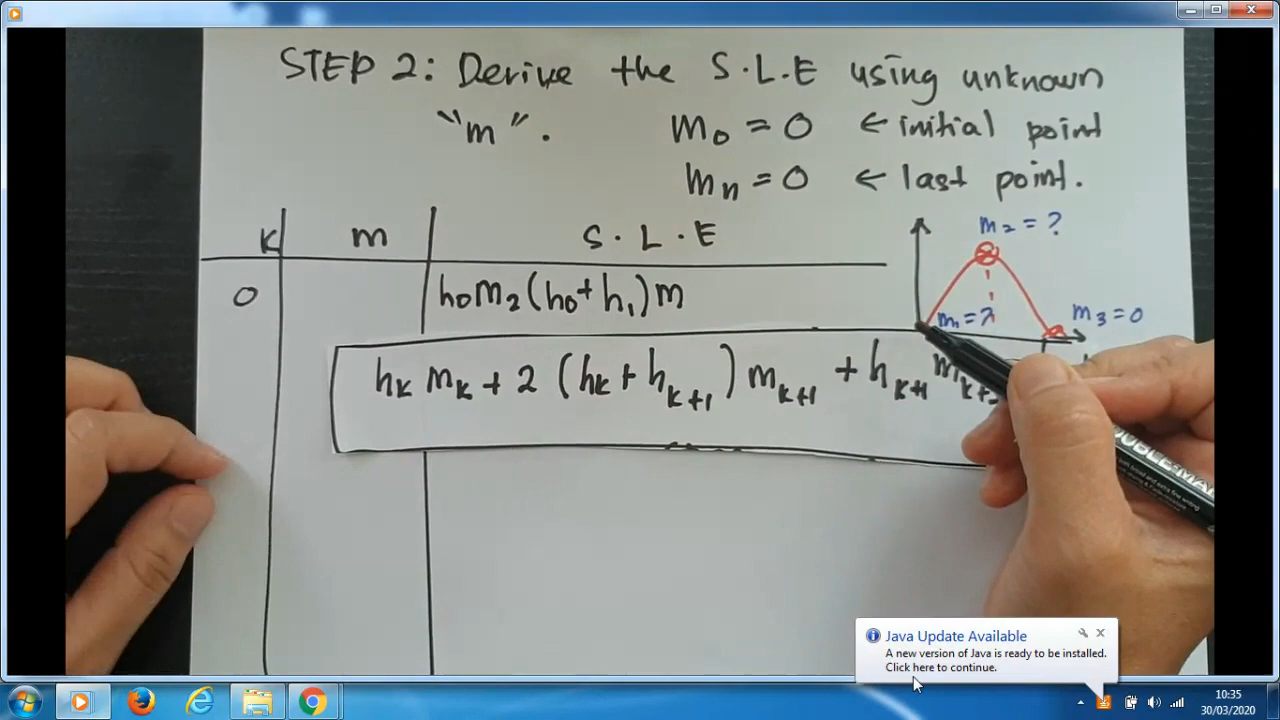 STEP 2: Derive the S.L.E using unknown
"m". m₀ = 0 ← initial point
mₙ = 0 ← last point.
K m S.L.E
m₂ = ?
0 h₀m₂(h₀+h₁)m
m₁ = ?
m₃ = 0
hₖ mₖ + 2 (hₖ + hₖ₊₁) mₖ₊₁ + hₖ₊₁
Java Update Available
A new version of Java is ready to be installed.
Click here to continue.
10:35
30/03/2020